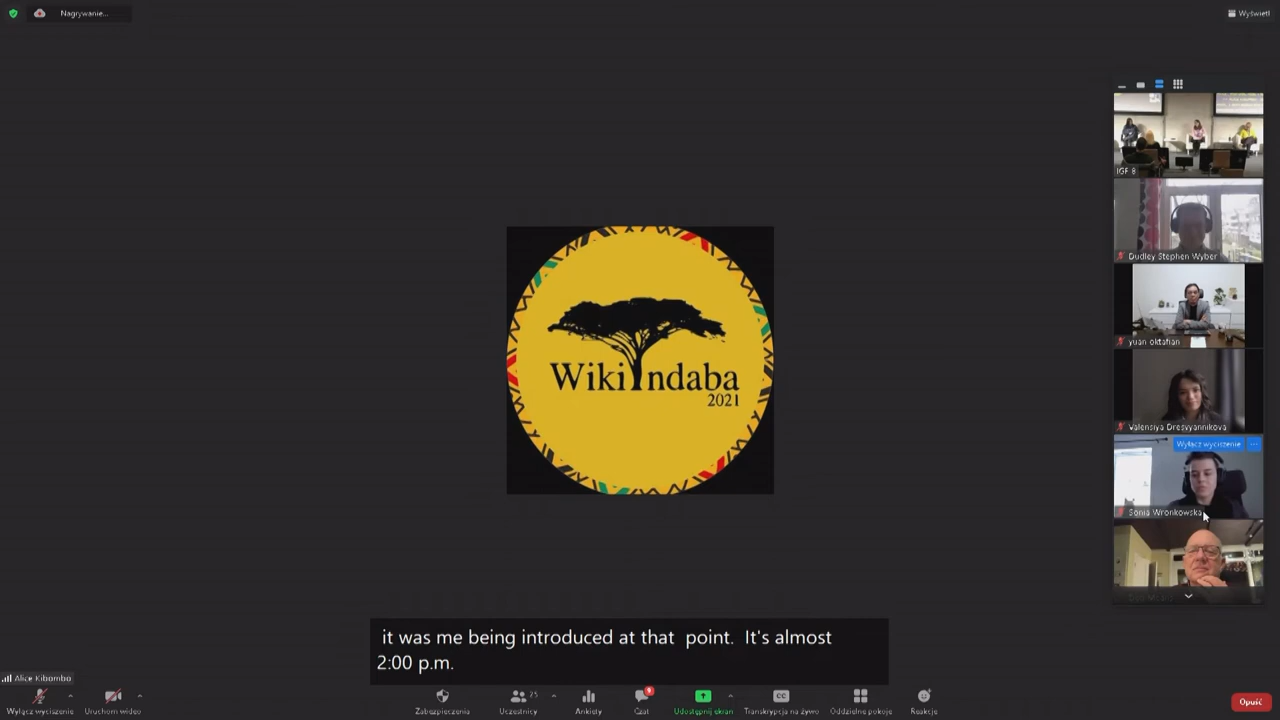 Nagrywanie...
Wyświetl
IGF 8
Dudley Stephen Wyber
yuan oktafian
Valensiya Dresvyannikova
Wyłącz wyciszenie
Sonia Wronkowska
Wiki ndaba
2021
it was me being introduced at that point. It's almost
2:00 p.m.
Alice Kibombo
Wyłącz wyciszenie
Uruchom wideo
Zabezpieczenia
Uczestnicy
25
Ankiety
Czat
Udostępnij ekran
Transkrypcja na żywo
CC
Oddzielne pokoje
Reakcje
Opuść